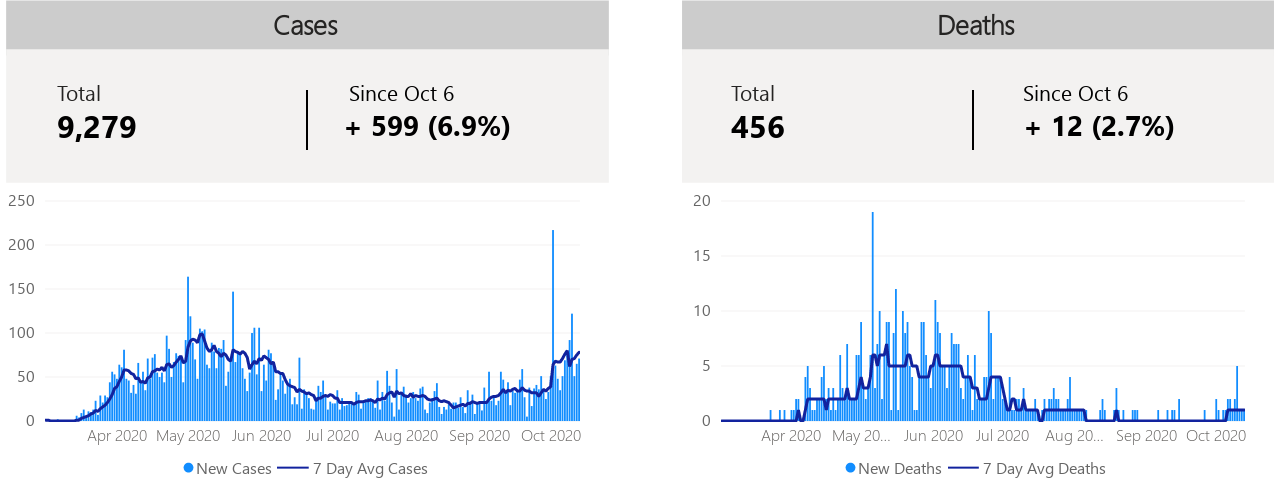 Cases
Total
9,279
Since Oct 6
+ 599 (6.9%)
250
200
150
100
50
0
Apr 2020 May 2020 Jun 2020 Jul 2020 Aug 2020 Sep 2020 Oct 2020
New Cases 7 Day Avg Cases
Deaths
Total
456
Since Oct 6
+ 12 (2.7%)
20
15
10
5
0
Apr 2020 May 20... Jun 2020 Jul 2020 Aug 20... Sep 2020 Oct 2020
New Deaths 7 Day Avg Deaths